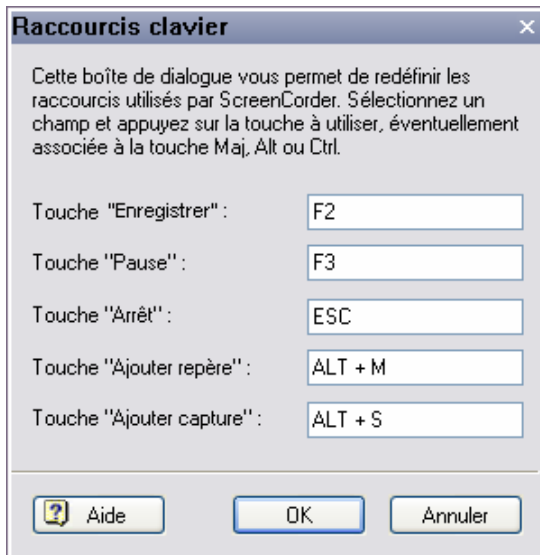 Raccourcis clavier
Cette boîte de dialogue vous permet de redéfinir les
raccourcis utilisés par ScreenCorder. Sélectionnez un
champ et appuyez sur la touche à utiliser, éventuellement
associée à la touche Maj, Alt ou Ctrl.
Touche "Enregistrer" : F2
Touche "Pause" : F3
Touche "Arrêt" : ESC
Touche "Ajouter repère" : ALT + M
Touche "Ajouter capture" : ALT + S
Aide OK Annuler